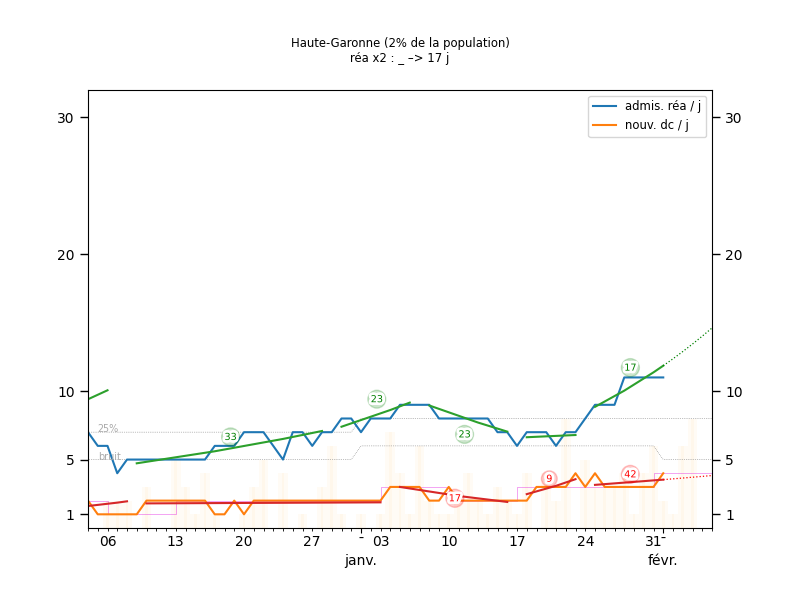 Haute-Garonne (2% de la population)
réa x2 : _ –> 17 j
admis. réa / j
nouv. dc / j
30 30
20 20
10 10
5 5
1 1
25%
bruit
33
23
23
17
17
9
42
06 13 20 27 - 03 10 17 24 31 -
janv. févr.